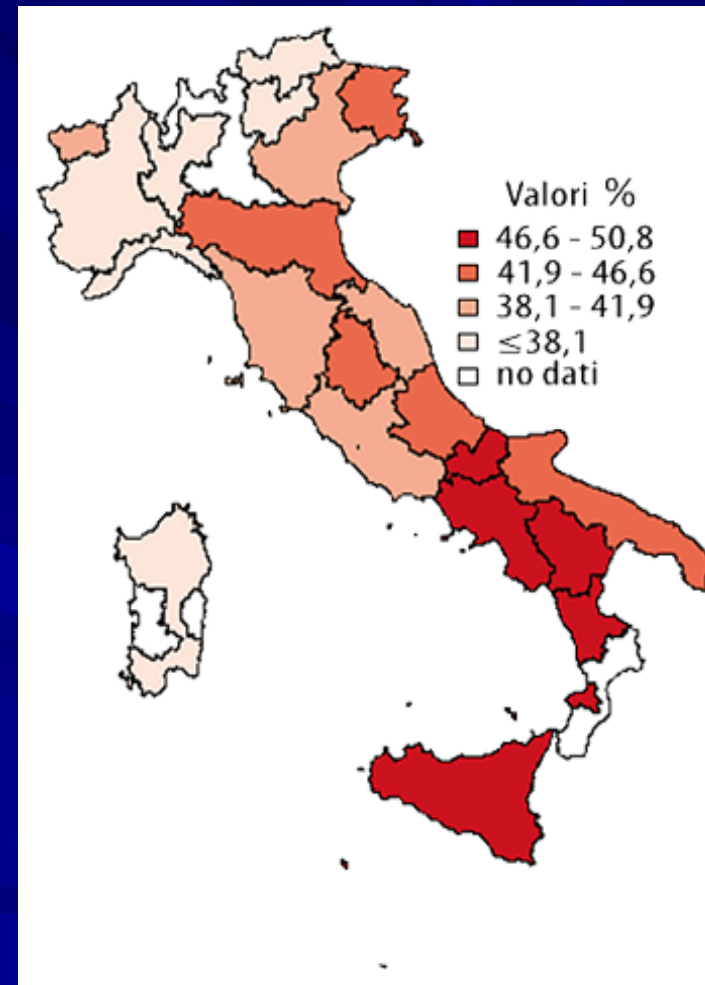 Valori %
46,6 - 50,8
41,9 - 46,6
38,1 - 41,9
≤38,1
no dati